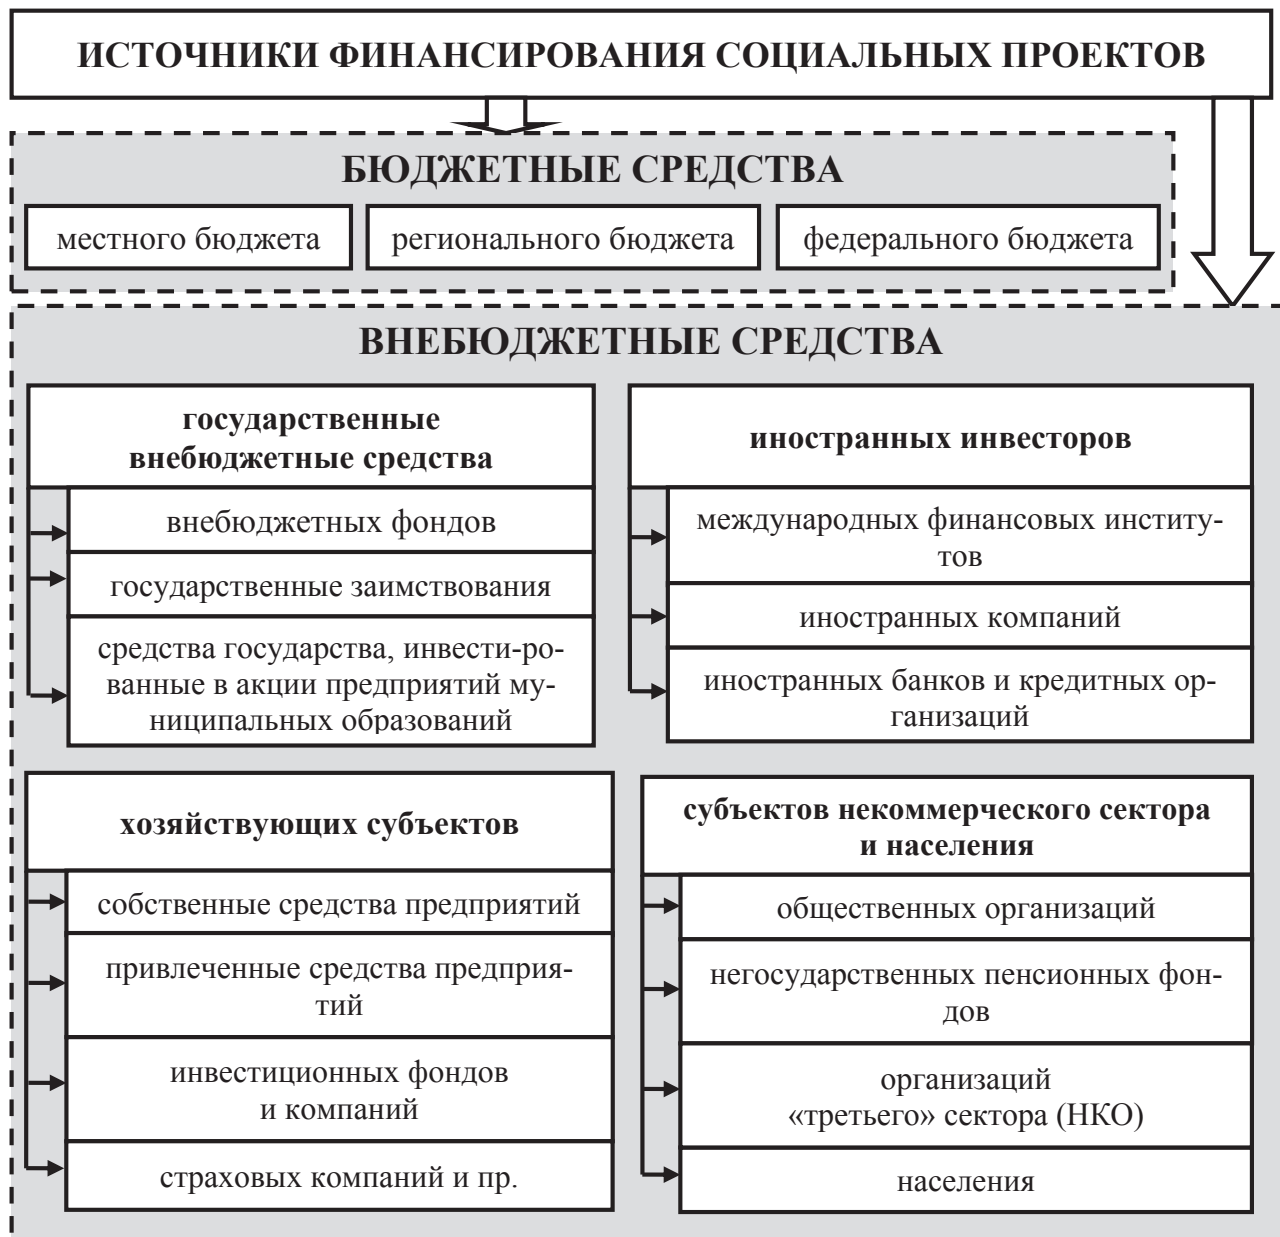 ИСТОЧНИКИ ФИНАНСИРОВАНИЯ СОЦИАЛЬНЫХ ПРОЕКТОВ
БЮДЖЕТНЫЕ СРЕДСТВА
местного бюджета
регионального бюджета
федерального бюджета
ВНЕБЮДЖЕТНЫЕ СРЕДСТВА
государственные
внебюджетные средства
внебюджетных фондов
государственные заимствования
средства государства, инвести-ро-
ванные в акции предприятий му-
ниципальных образований
иностранных инвесторов
международных финансовых институ-
тов
иностранных компаний
иностранных банков и кредитных ор-
ганизаций
хозяйствующих субъектов
собственные средства предприятий
привлеченные средства предприя-
тий
инвестиционных фондов
и компаний
страховых компаний и пр.
субъектов некоммерческого сектора
и населения
общественных организаций
негосударственных пенсионных фон-
дов
организаций
«третьего» сектора (НКО)
населения